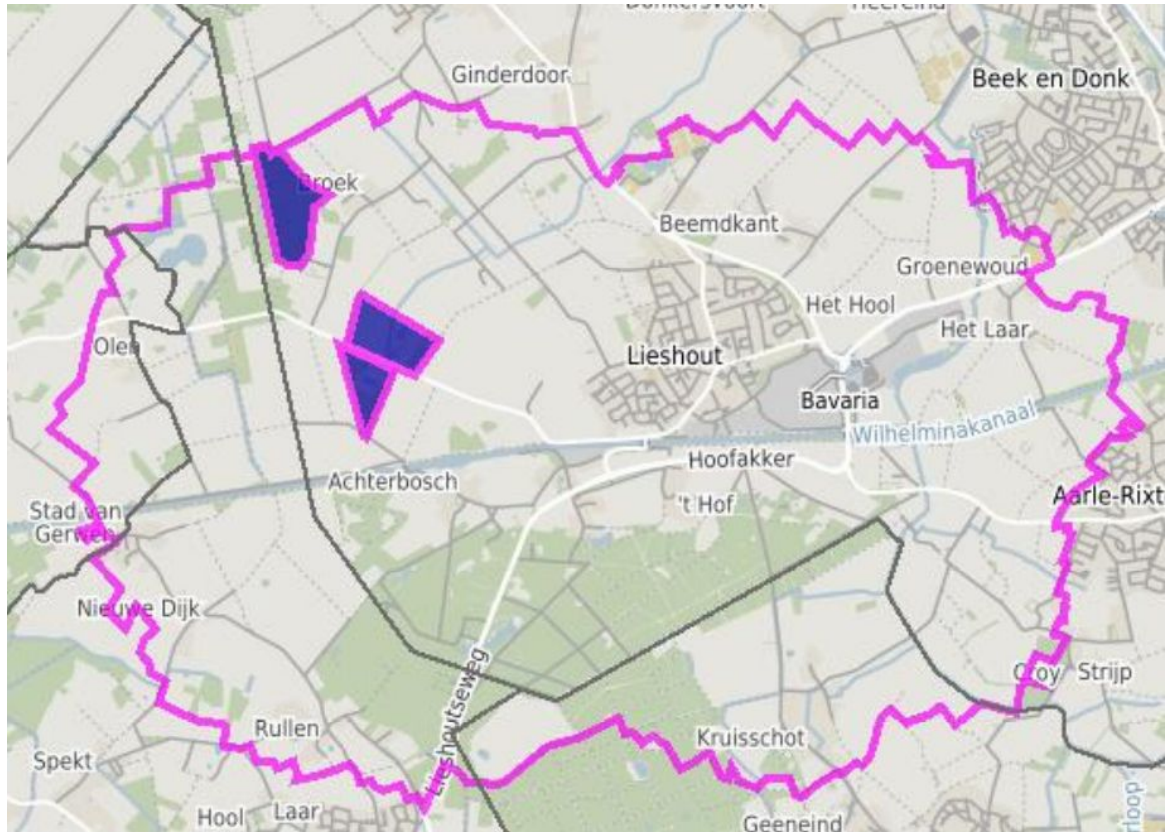 Ginderdoor
Beek en Donk
Broek
Beemdkant
Groenewoud
Het Hool
Het Laar
Olen
Lieshout
Bavaria
Wilhelminakanaal
Hoofakker
Achterbosch
't Hof
Aarle-Rixt
Stad van
Gerwen
Nieuwe Dijk
Croy
Strijp
Lieshoutseweg
Rullen
Kruisschot
Spekt
Hool
Laar
Geeneind